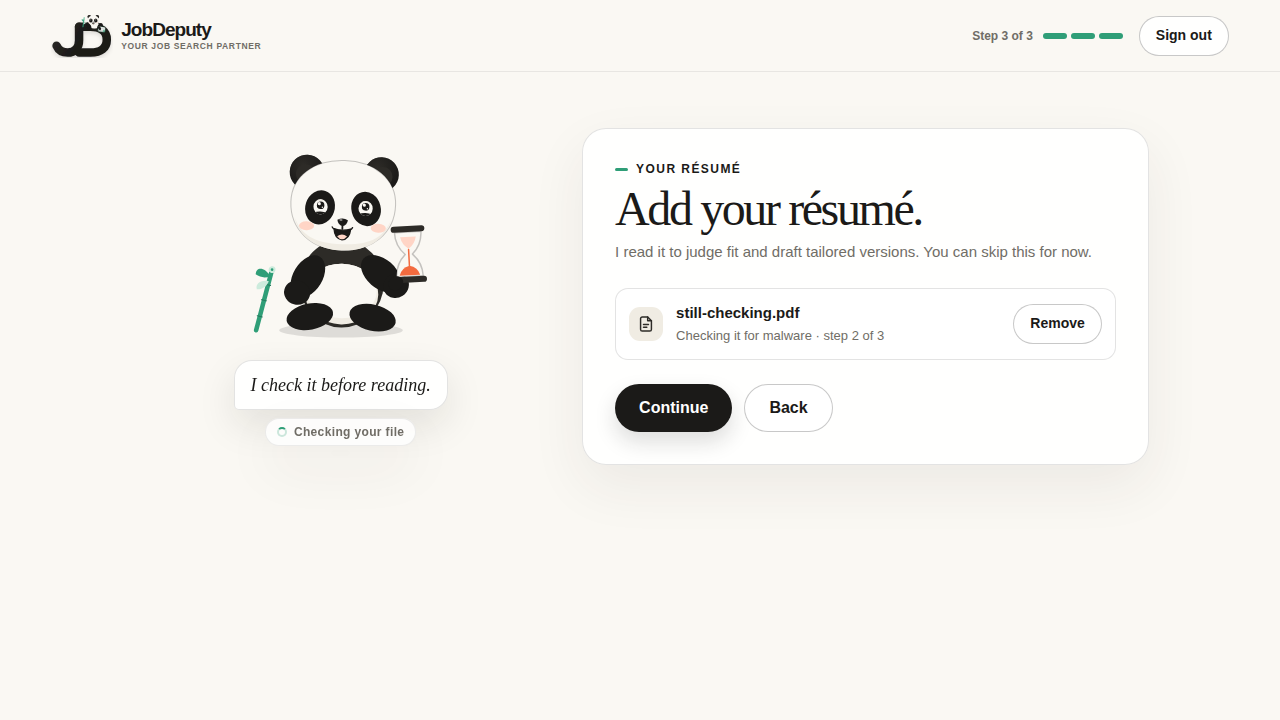 JobDeputy
YOUR JOB SEARCH PARTNER
Step 3 of 3
Sign out
YOUR RÉSUMÉ
Add your résumé.
I read it to judge fit and draft tailored versions. You can skip this for now.
still-checking.pdf
Checking it for malware · step 2 of 3
Remove
Continue
Back
I check it before reading.
Checking your file